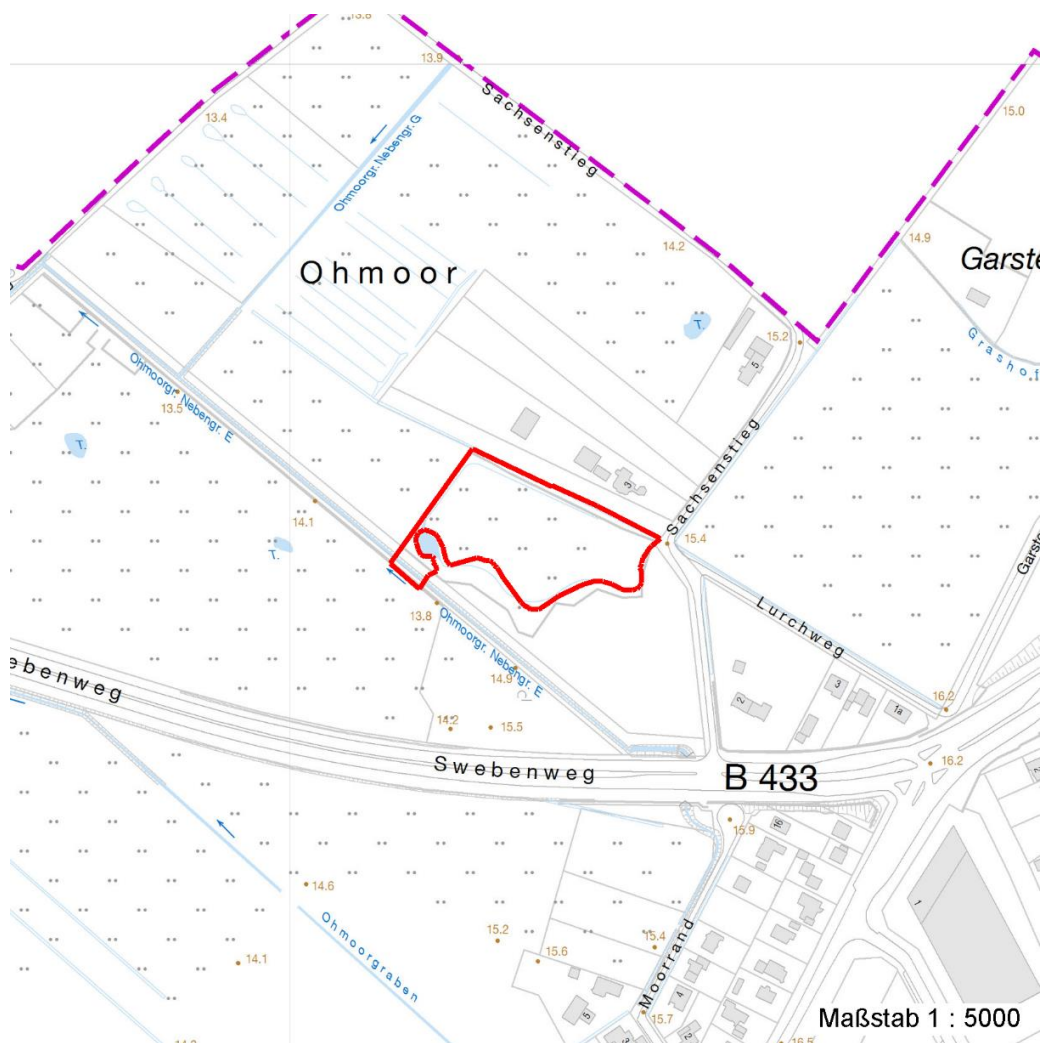 13.9
15.0
Sachsenstieg
13.4
Ohmoorgr. Nebengr. G
14.2
14.9
Ohmoor
T.
15.2
5
Ohmoorgr. Nebengr. E
13.5
T.
3
14.1
Sachsenstieg
15.4
T.
13.8
Lurchweg
Ohmoorgr. Nebengr. E
14.9
3
2
1a
16.2
14.2
15.5
Swebenweg
B 433
16.2
15.9
16
14.6
1
Ohmoorgraben
15.2
15.4
15.6
14.1
Moorrand
4
5
15.7
2
3
Maßstab 1 : 5000